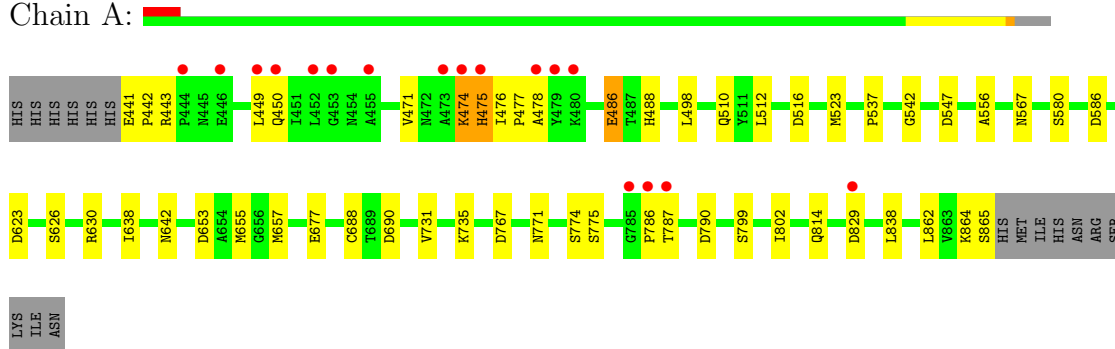 Chain A:
HIS HIS HIS HIS HIS HIS E441 P442 R443 P444 N445 E446 L449 Q450 I451 L452 G453 N454 A455 V471 N472 A473 K474 H475 I476 P477 A478 Y479 K480 E486 T487 H488 L498 Q510 Y511 L512 D516 M523 P537 G542 D547 A556 N567 S580 D586
D623 S626 R630 I638 N642 D653 A654 M655 G656 M657 E677 C688 T689 D690 V731 K735 D767 N771 S774 S775 G785 P786 T787 D790 S799 I802 Q814 D829 L838 L862 V863 K864 S865 HIS MET ILE HIS ASN ARG SER
LYS ILE ASN